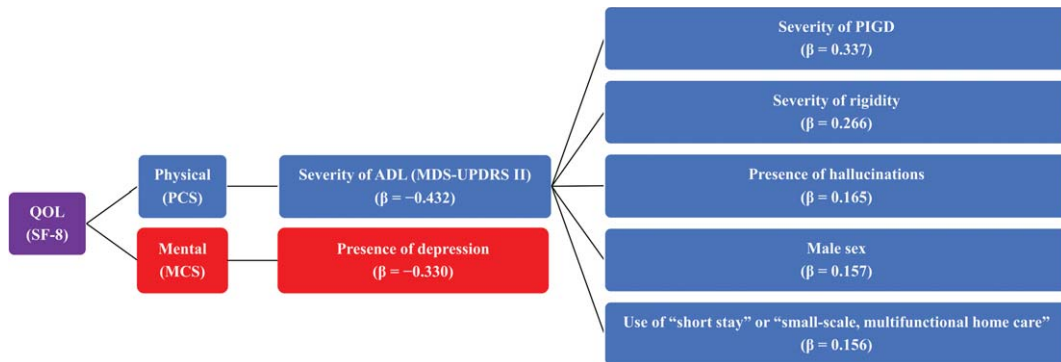 QOL
(SF-8)
Physical
(PCS)
Mental
(MCS)
Severity of ADL (MDS-UPDRS II)
(β = −0.432)
Presence of depression
(β = −0.330)
Severity of PIGD
(β = 0.337)
Severity of rigidity
(β = 0.266)
Presence of hallucinations
(β = 0.165)
Male sex
(β = 0.157)
Use of “short stay” or “small-scale, multifunctional home care”
(β = 0.156)